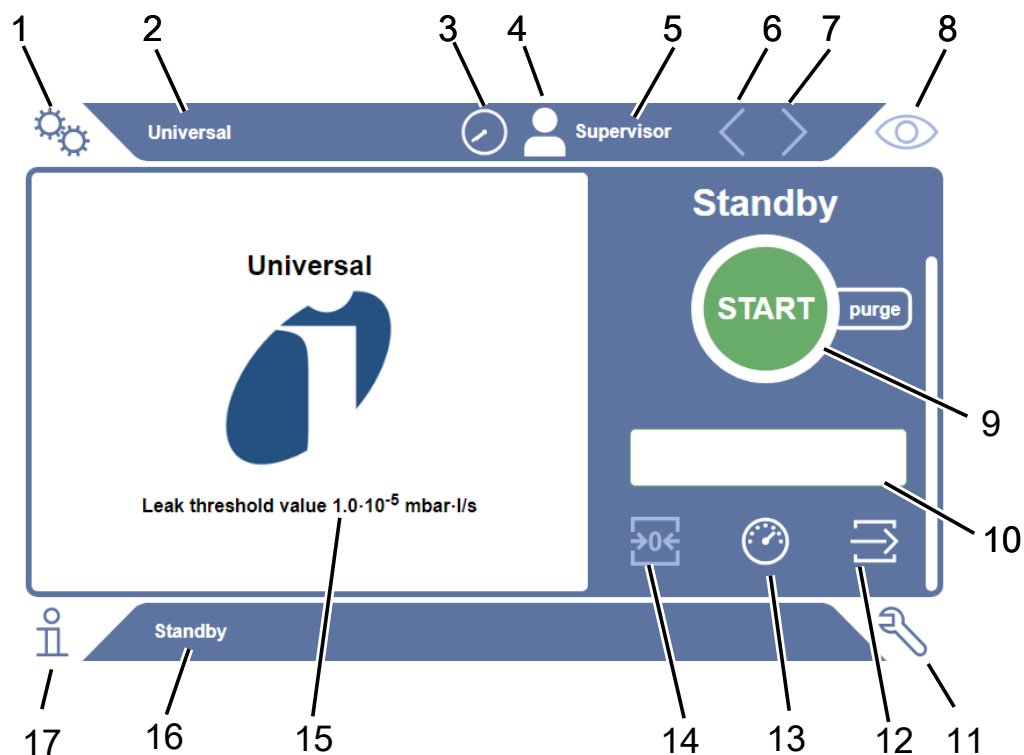 1 2 3 4 5 6 7 8
Universal Supervisor
Standby
Universal
START purge
9
Leak threshold value 1.0·10⁻⁵ mbar·l/s
→0←
10
Standby
17 16 15 14 13 12 11